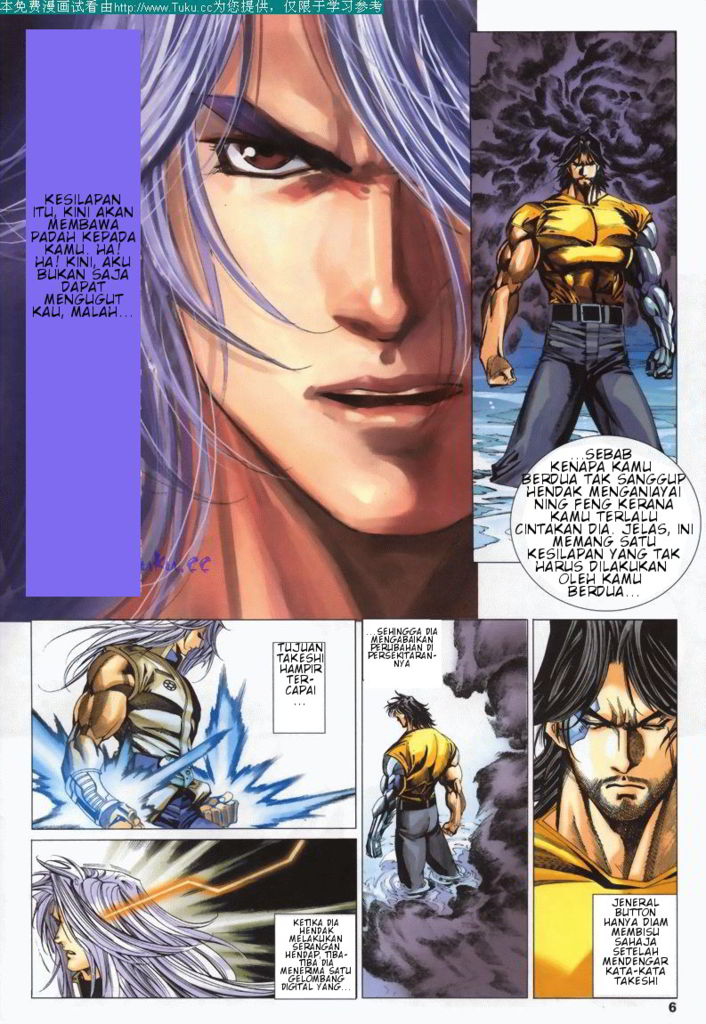 本免费漫画试看由http://www.Tuku.cc为您提供，仅限于学习参考
KESILAPAN
ITU, KINI AKAN
MEMBAWA
PADAH KEPADA
KAMU. HA!
HA! KINI, AKU
BUKAN SAJA
DAPAT
MENGUGUT
KAU, MALAH...
...SEBAB
KENAPA KAMU
BERDUA TAK SANGGUP
HENDAK MENGANIAYAI
NING FENG KERANA
KAMU TERLALU
CINTAKAN DIA. JELAS, INI
MEMANG SATU
KESILAPAN YANG TAK
HARUS DILAKUKAN
OLEH KAMU
BERDUA...
TUJUAN
TAKESHI
HAMPIR
TER-
CAPAI
...
KETIKA DIA
HENDAK
MELAKUKAN
SERANGAN
HENDAP, TIBA-
TIBA DIA
MENERIMA SATU
GELOMBANG
DIGITAL YANG...
...SEHINGGA DIA
MENGABAIKAN
PERUBAHAN DI
PERSEKITARAN-
NYA
JENERAL
BUTTON
HANYA DIAM
MEMBISU
SAHAJA
SETELAH
MENDENGAR
KATA-KATA
TAKESHI
6